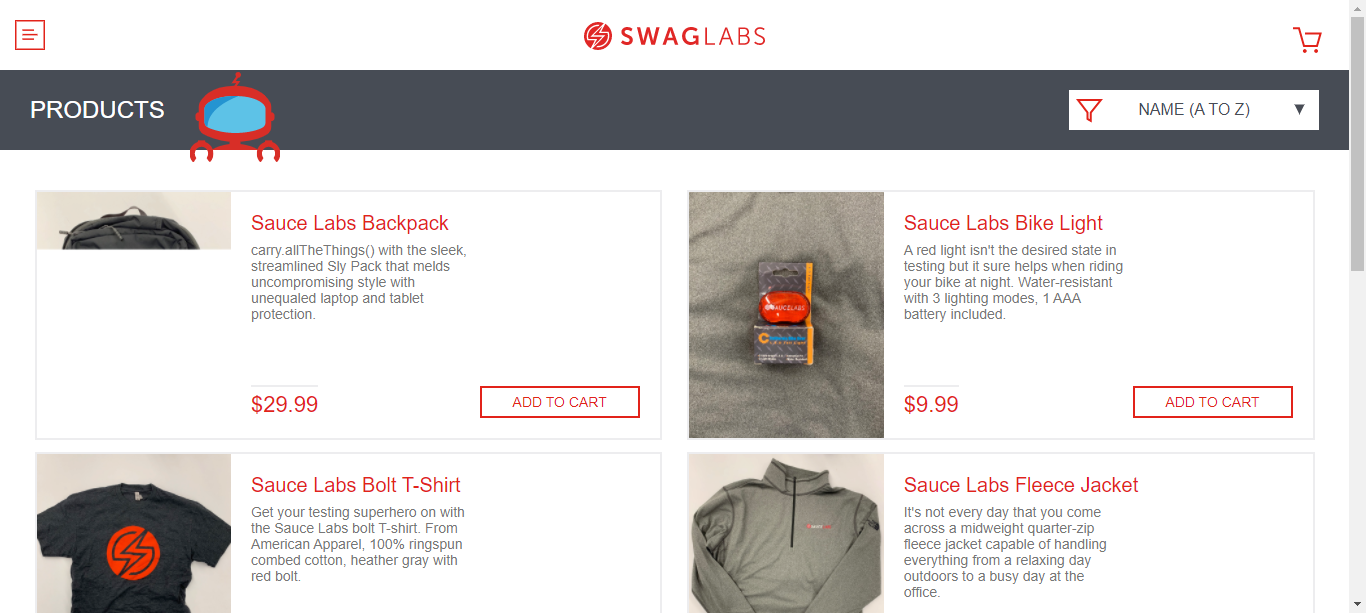 SWAGLABS
PRODUCTS
NAME (A TO Z)
Sauce Labs Backpack
carry.allTheThings() with the sleek,
streamlined Sly Pack that melds
uncompromising style with
unequaled laptop and tablet
protection.
$29.99
ADD TO CART
Sauce Labs Bike Light
A red light isn't the desired state in
testing but it sure helps when riding
your bike at night. Water-resistant
with 3 lighting modes, 1 AAA
battery included.
$9.99
ADD TO CART
Sauce Labs Bolt T-Shirt
Get your testing superhero on with
the Sauce Labs bolt T-shirt. From
American Apparel, 100% ringspun
combed cotton, heather gray with
red bolt.
Sauce Labs Fleece Jacket
It's not every day that you come
across a midweight quarter-zip
fleece jacket capable of handling
everything from a relaxing day
outdoors to a busy day at the
office.